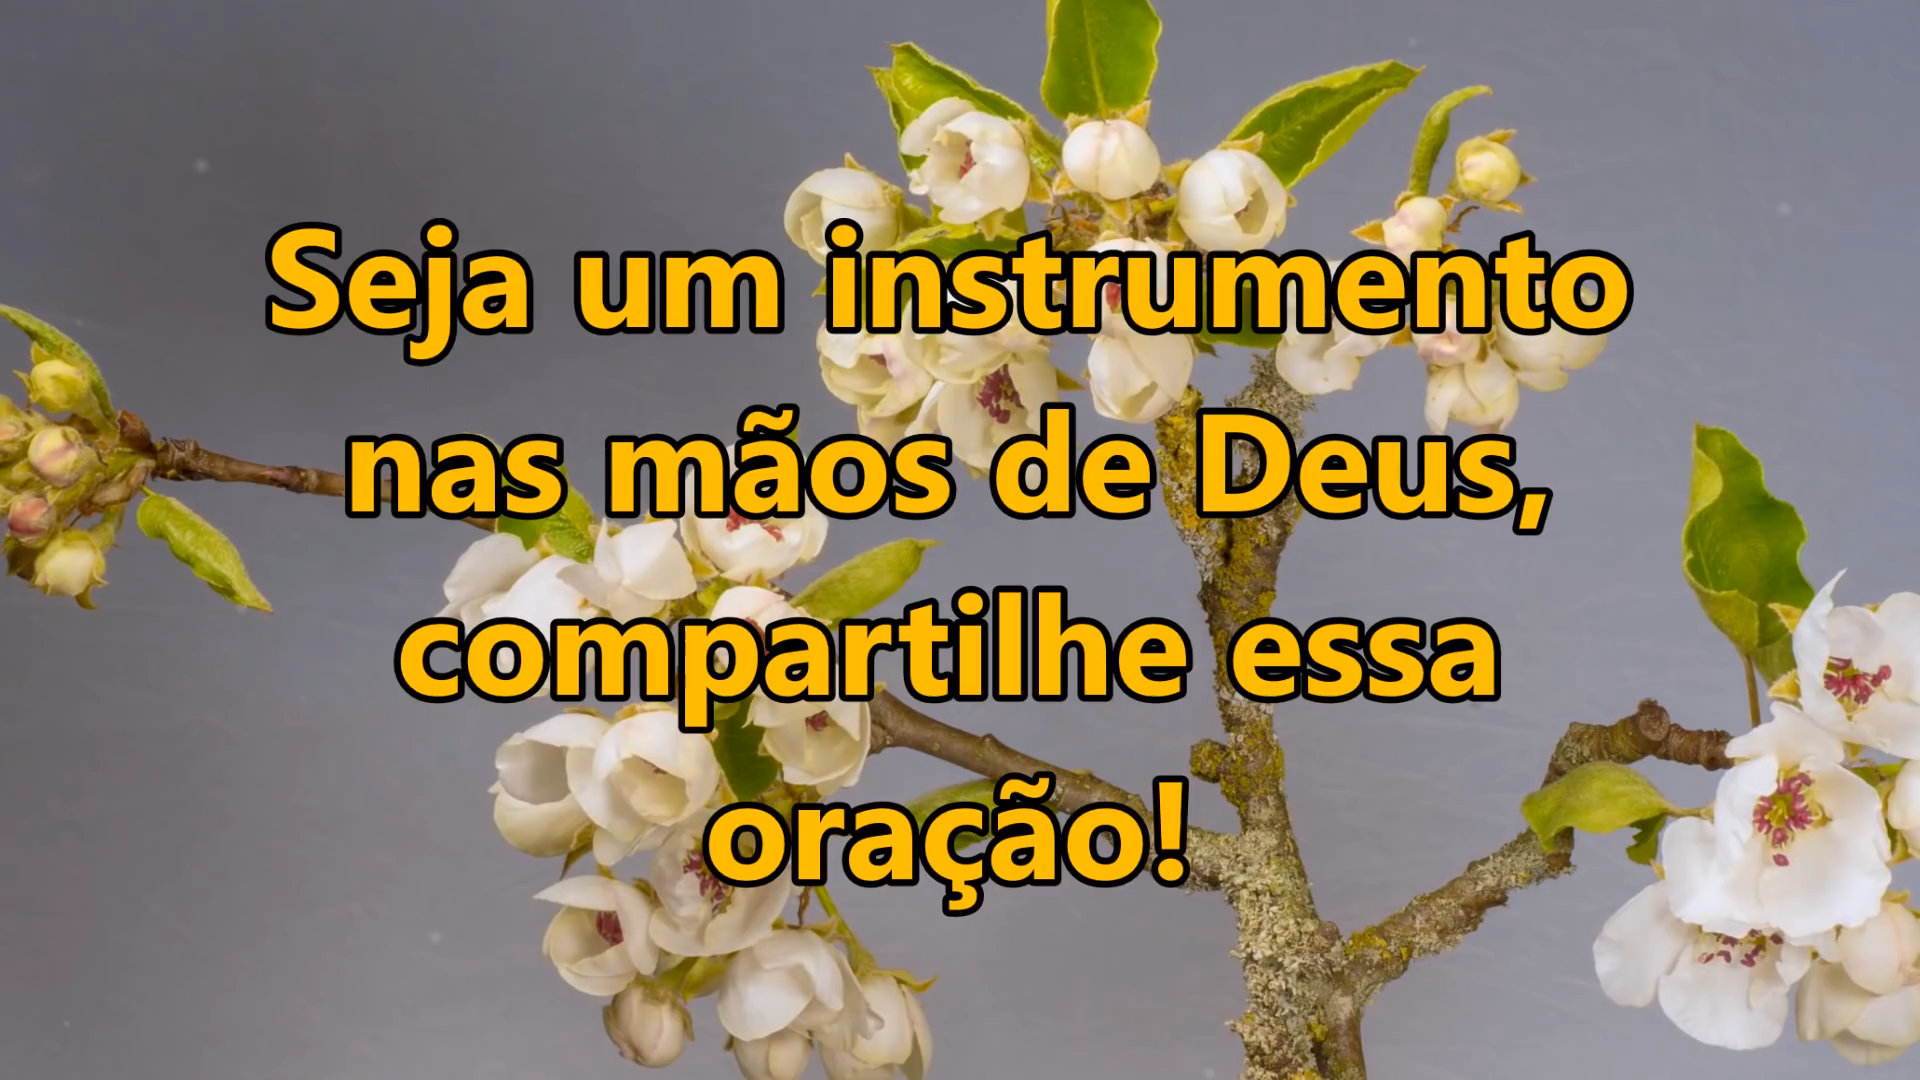 Seja um instrumento
nas mãos de Deus,
compartilhe essa
oração!